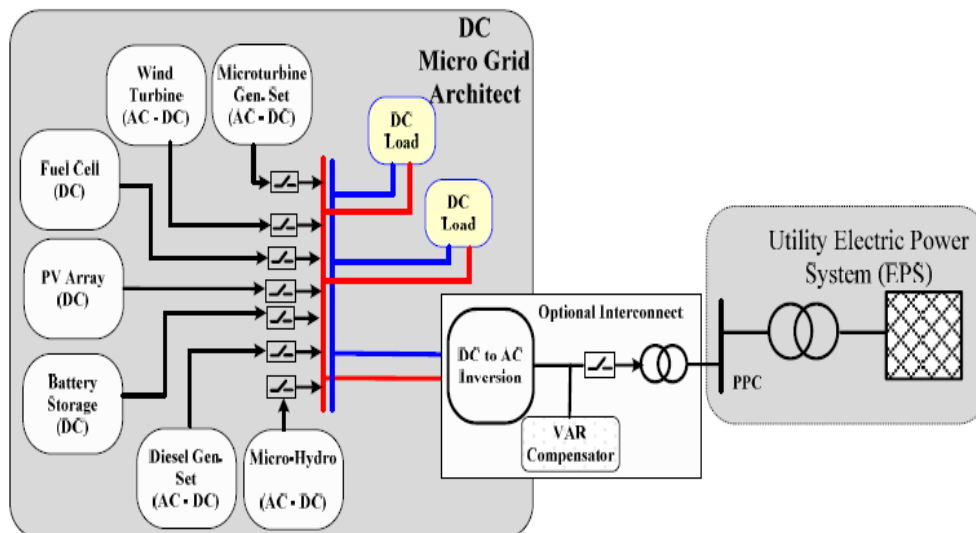 DC
Micro Grid
Architect
Wind
Turbine
(AC - DC)
Microturbine
Gen. Set
(AC - DC)
DC
Load
Fuel Cell
(DC)
DC
Load
PV Array
(DC)
Battery
Storage
(DC)
Diesel Gen.
Set
(AC - DC)
Micro-Hydro
(AC - DC)
Optional Interconnect
DC to AC
Inversion
VAR
Compensator
Utility Electric Power
System (EPS)
PPC